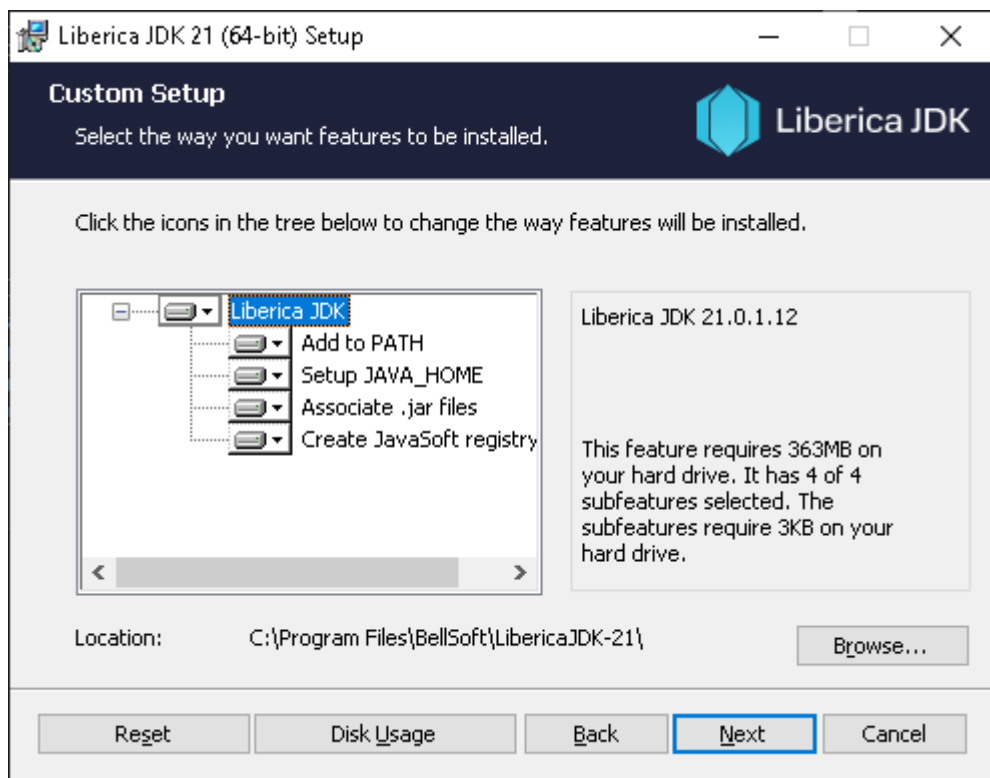 Liberica JDK 21 (64-bit) Setup
Custom Setup
Select the way you want features to be installed.
Liberica JDK
Click the icons in the tree below to change the way features will be installed.
Liberica JDK
Add to PATH
Setup JAVA_HOME
Associate .jar files
Create JavaSoft registry
Liberica JDK 21.0.1.12
This feature requires 363MB on
your hard drive. It has 4 of 4
subfeatures selected. The
subfeatures require 3KB on your
hard drive.
Location: C:\Program Files\BellSoft\LibericaJDK-21\
Browse...
Reset Disk Usage Back Next Cancel